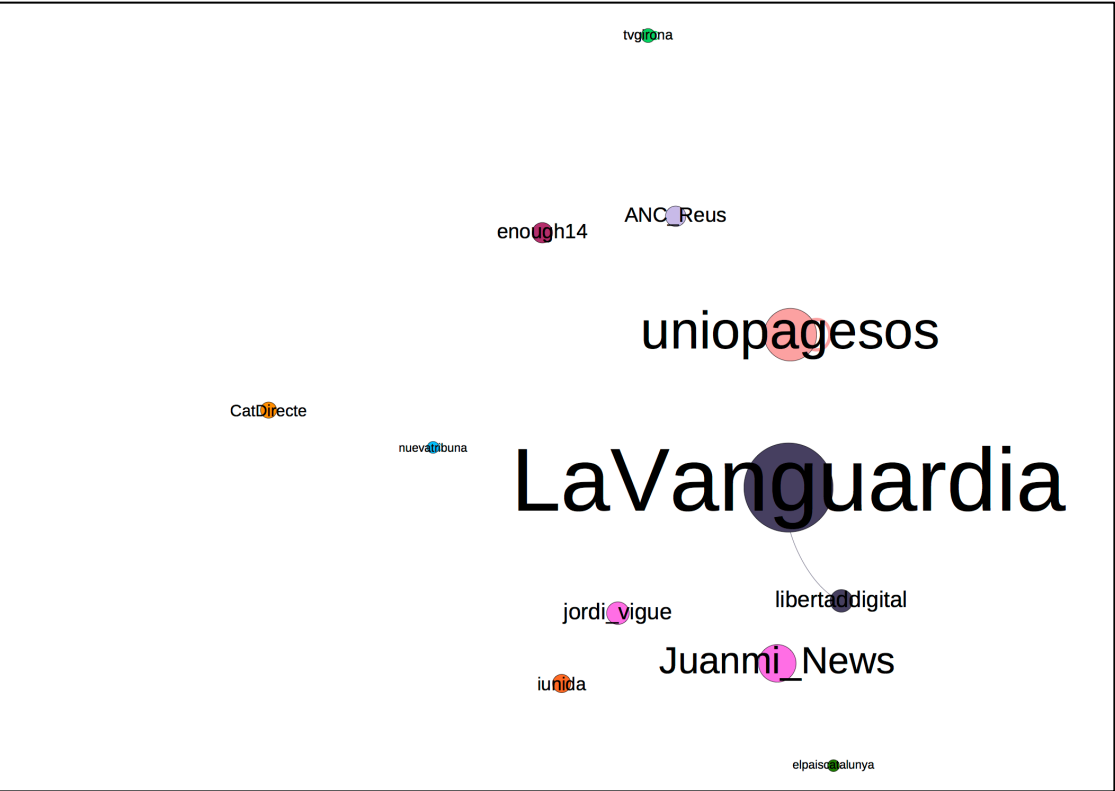 tvgirona
ANC_Reus
enough14
uniopagesos
CatDirecte
nuevatribuna
LaVanguardia
libertaddigital
jordi_vigue
Juanmi_News
iunida
elpaiscatalunya